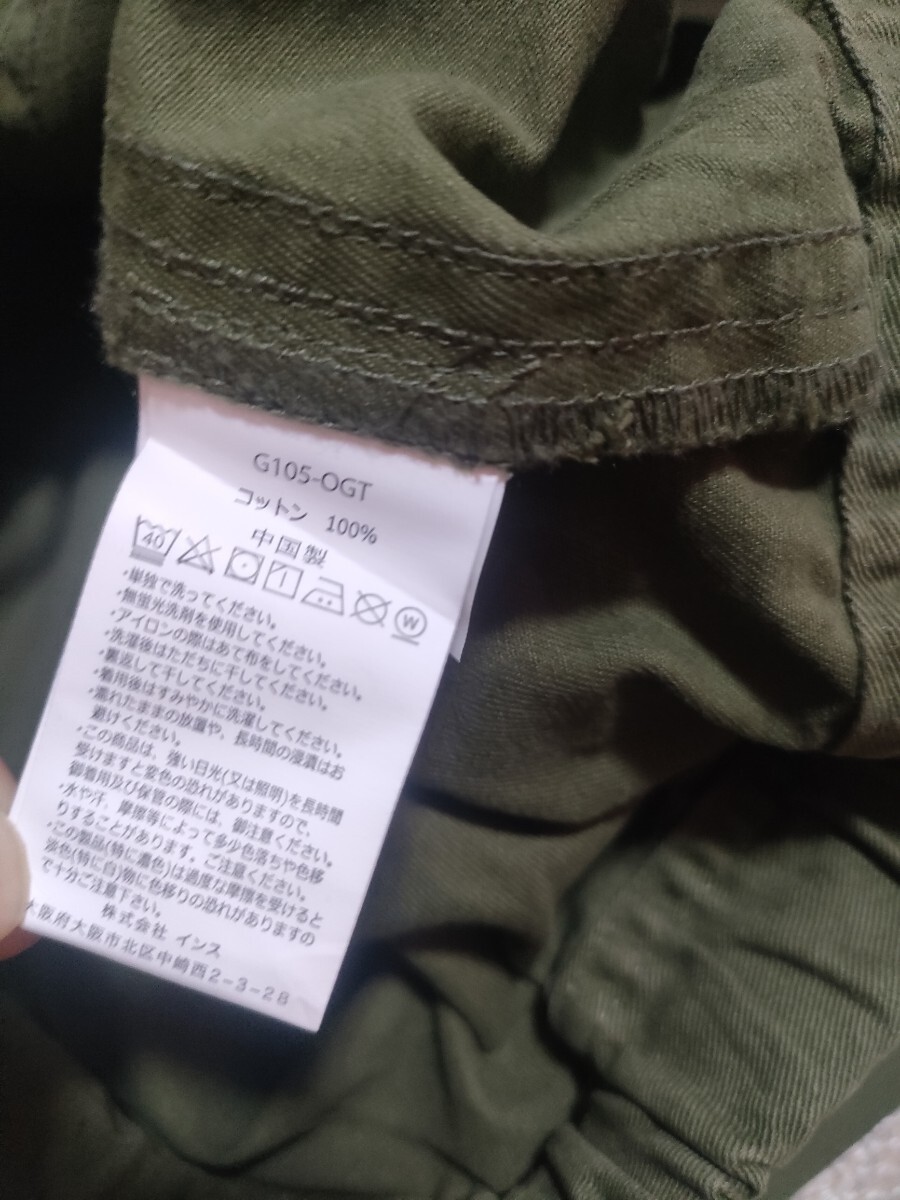 G105-OGT
コットン 100%
中国製
40
W
・単独で洗ってください。
・無蛍光洗剤を使用してください。
・アイロンの際はあて布をしてください。
・洗濯後はただちに干してください。
・裏返して干してください。
・着用後はすみやかに洗濯してください。
・濡れたままの放置や、長時間の浸漬はお
避けください。
・この商品は、強い日光(又は照明)を長時間
受けますと変色の恐れがありますので、
御着用及び保管の際には、御注意ください。
・水や汗、摩擦等によって多少色落ちや色移
りすることがあります。ご注意ください。
・この製品(特に濃色)は過度な摩擦を受けると
淡色(特に白)物に色移りの恐れがありますの
で十分ご注意下さい。
株式会社 インス
大阪府大阪市北区中崎西2-3-28